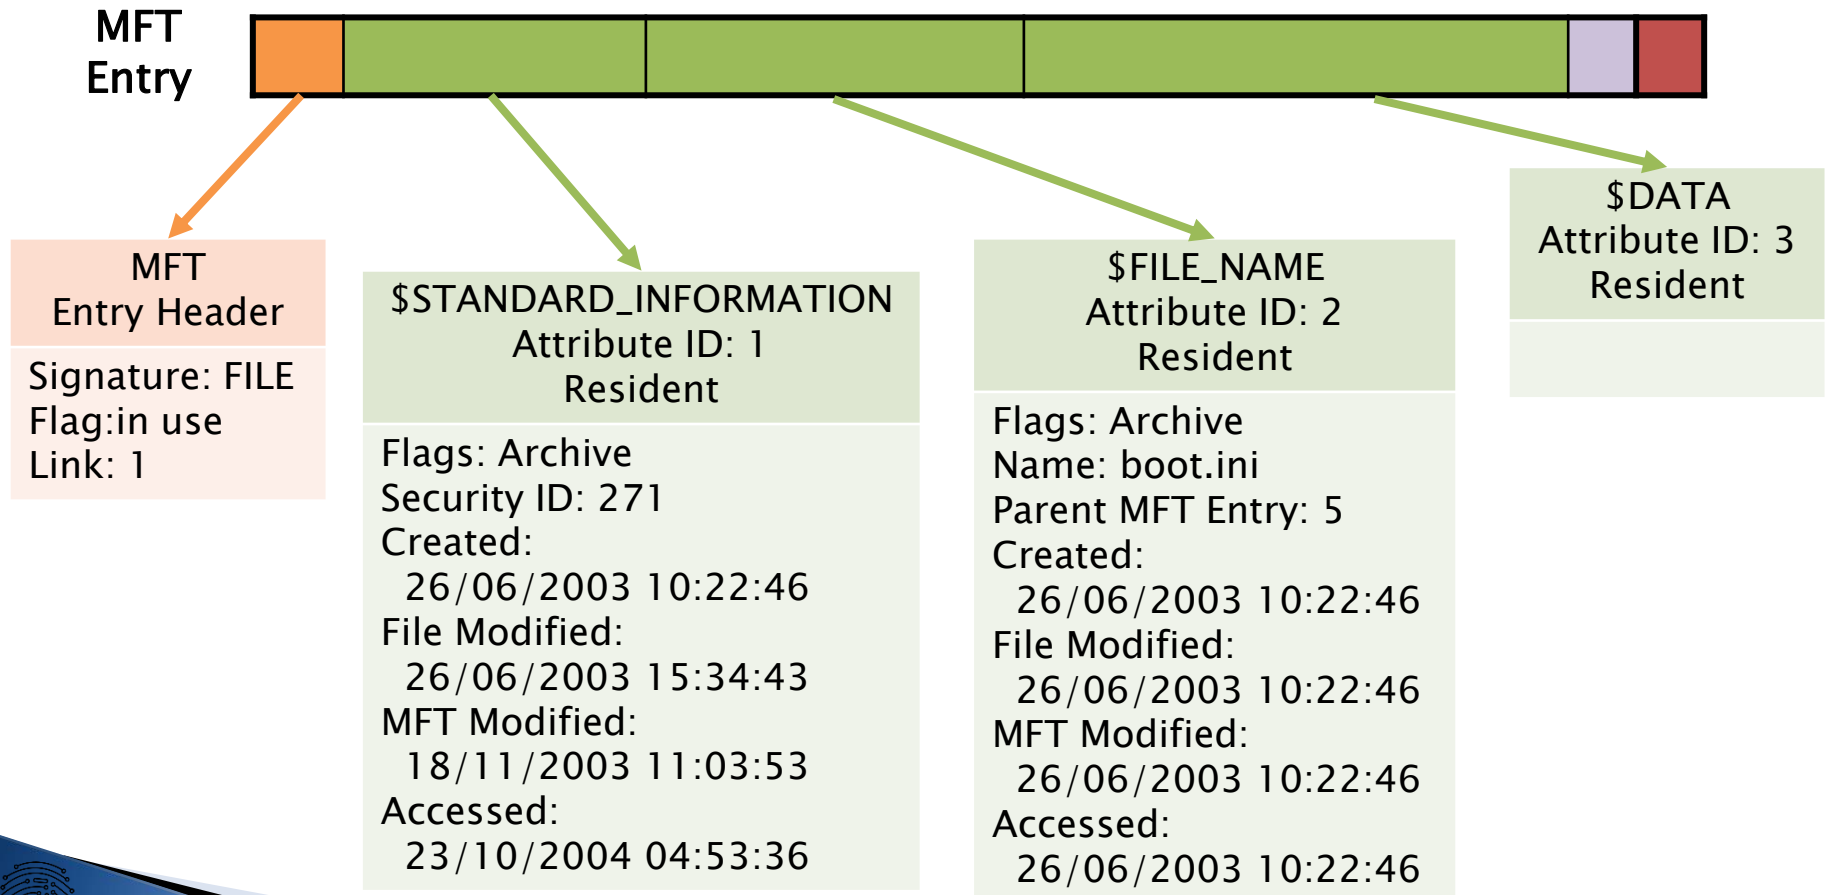 MFT
Entry
MFT
Entry Header
Signature: FILE
Flag:in use
Link: 1
$STANDARD_INFORMATION
Attribute ID: 1
Resident
Flags: Archive
Security ID: 271
Created:
26/06/2003 10:22:46
File Modified:
26/06/2003 15:34:43
MFT Modified:
18/11/2003 11:03:53
Accessed:
23/10/2004 04:53:36
$FILE_NAME
Attribute ID: 2
Resident
Flags: Archive
Name: boot.ini
Parent MFT Entry: 5
Created:
26/06/2003 10:22:46
File Modified:
26/06/2003 10:22:46
MFT Modified:
26/06/2003 10:22:46
Accessed:
26/06/2003 10:22:46
$DATA
Attribute ID: 3
Resident